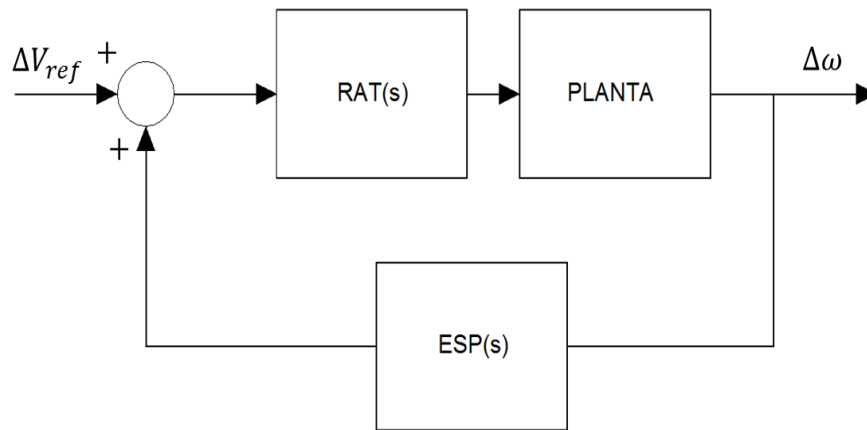 ΔV_ref
+
RAT(s)
PLANTA
Δω
+
ESP(s)